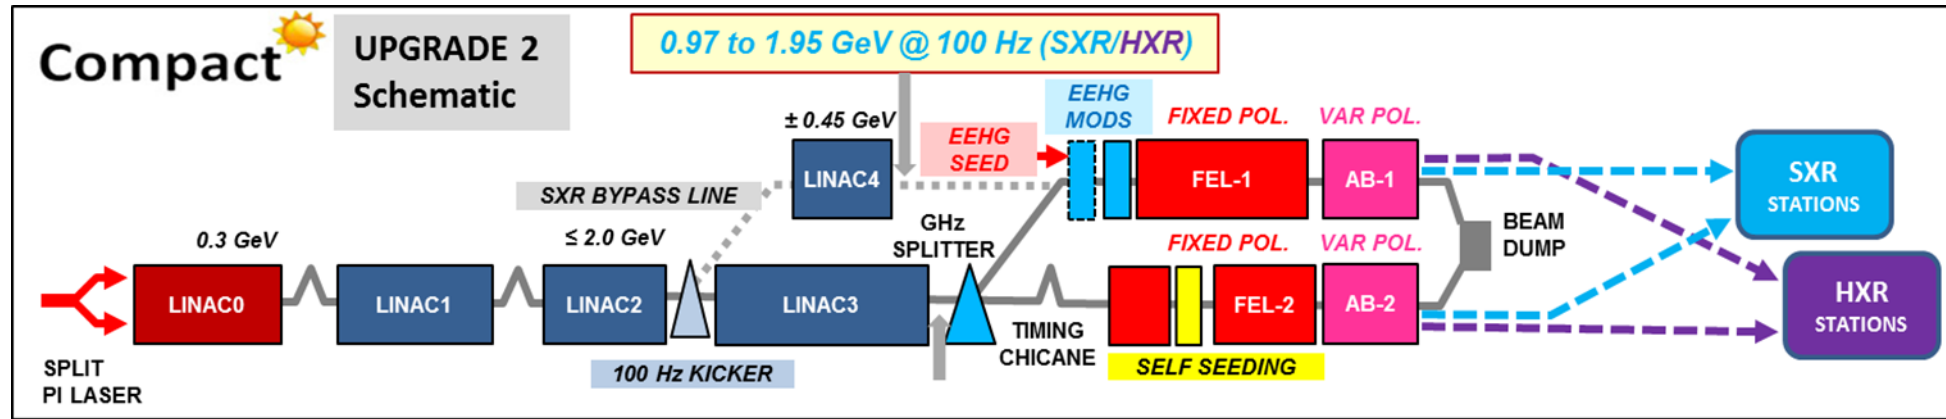 Compact
UPGRADE 2
Schematic
0.97 to 1.95 GeV @ 100 Hz (SXR/HXR)
± 0.45 GeV
EEHG
SEED
EEHG
MODS
FIXED POL.
VAR POL.
LINAC4
FEL-1
AB-1
SXR
STATIONS
SXR BYPASS LINE
0.3 GeV
≤ 2.0 GeV
GHz
SPLITTER
FIXED POL.
VAR POL.
BEAM
DUMP
LINAC0
LINAC1
LINAC2
LINAC3
FEL-2
AB-2
HXR
STATIONS
TIMING
CHICANE
SPLIT
PI LASER
100 Hz KICKER
SELF SEEDING